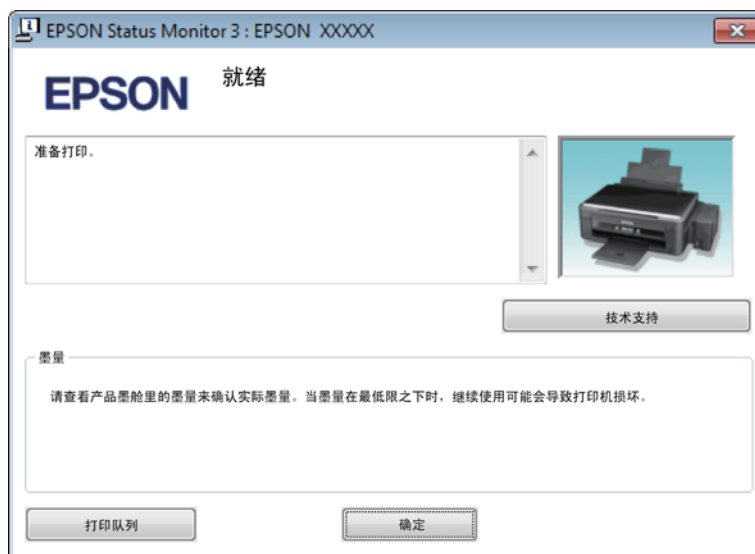 EPSON Status Monitor 3 : EPSON XXXXX
就绪
EPSON
准备打印。
技术支持
墨量
请查看产品墨舱里的墨量来确认实际墨量。当墨量在最低限之下时，继续使用可能会导致打印机损坏。
打印队列
确定